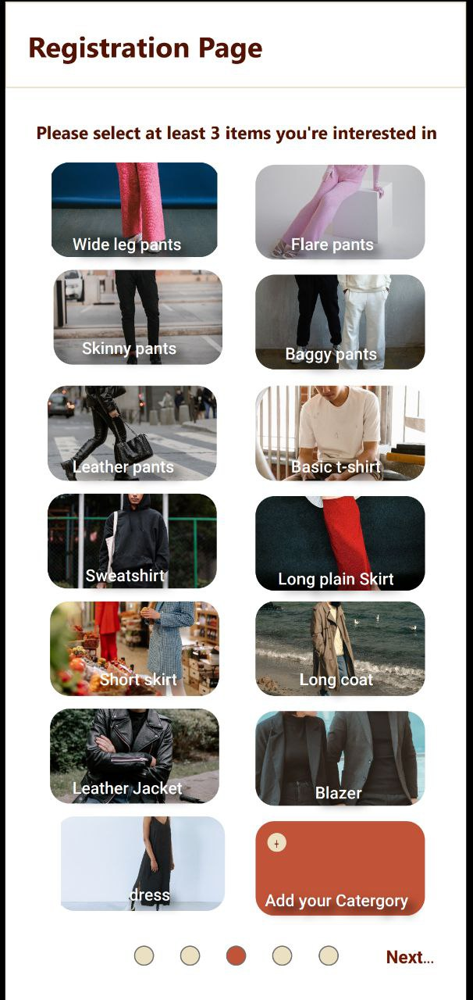 Registration Page
Please select at least 3 items you're interested in
Wide leg pants
Flare pants
Skinny pants
Baggy pants
Leather pants
Basic t-shirt
Sweatshirt
Long plain Skirt
Short skirt
Long coat
Leather Jacket
Blazer
dress
+
Add your Catergory
Next...